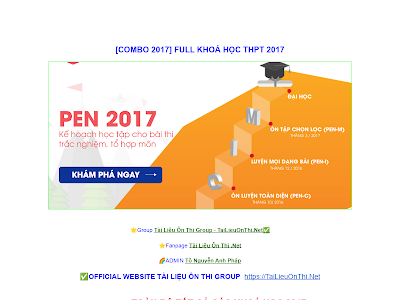 [COMBO 2017] FULL KHOÁ HỌC THPT 2017
PEN 2017
Kế hoạch học tập cho bài thi
trắc nghiệm, tổ hợp môn
KHÁM PHÁ NGAY
ĐẠI HỌC
M
ÔN TẬP CHỌN LỌC (PEN-M)
THÁNG 3 / 2017
I
LUYỆN MỌI DẠNG BÀI (PEN-I)
THÁNG 12 / 2016
C
ÔN LUYỆN TOÀN DIỆN (PEN-C)
⭐Group Tài Liệu Ôn Thi Group - TaiLieuOnThi.Net✅
⭐Fanpage Tài Liệu Ôn Thi .Net
🌈ADMIN Tô Nguyễn Anh Pháp
✅OFFICIAL WEBSITE TÀI LIỆU ÔN THI GROUP https://TaiLieuOnThi.Net